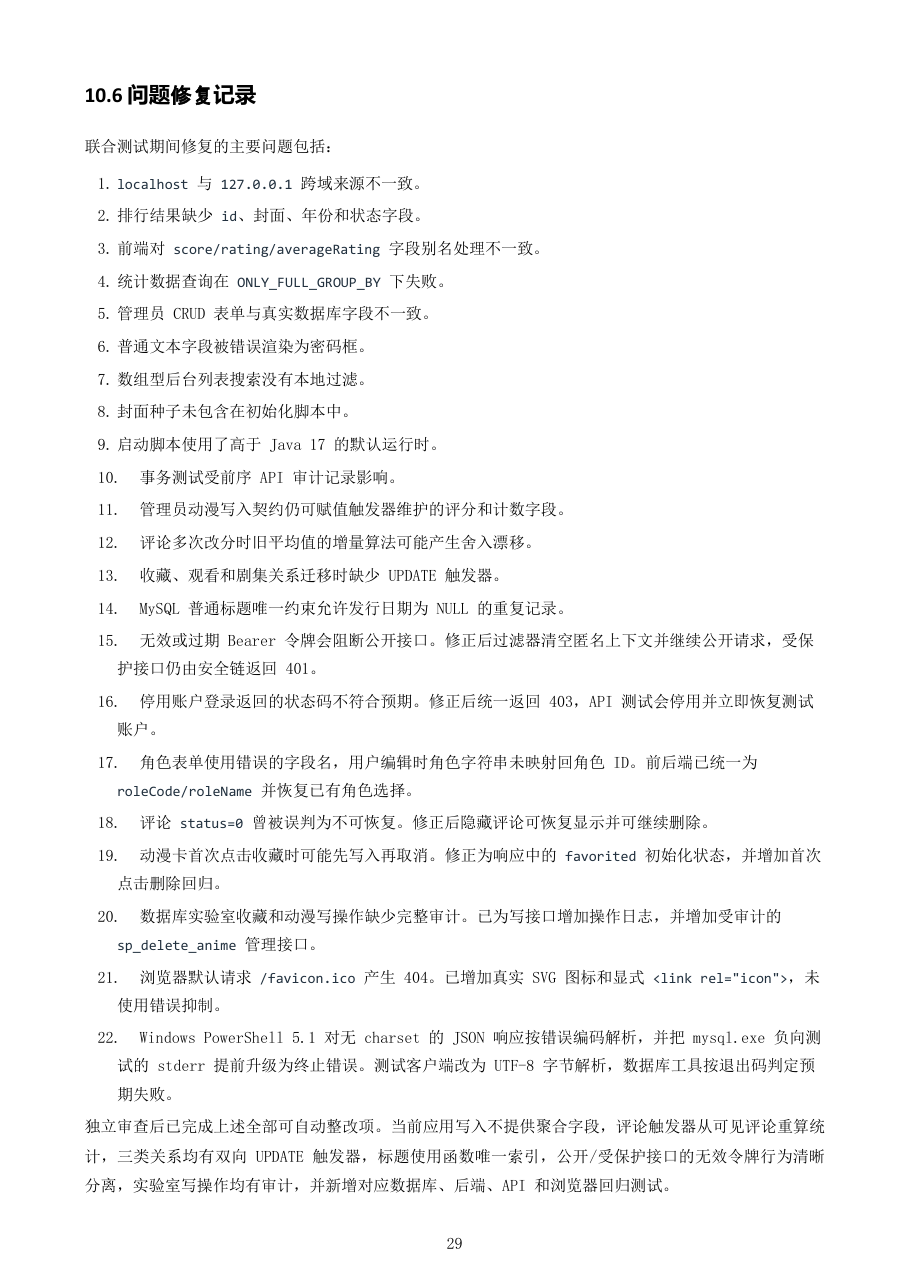 10.6 问题修复记录
联合测试期间修复的主要问题包括：
1. localhost 与 127.0.0.1 跨域来源不一致。
2. 排行结果缺少 id、封面、年份和状态字段。
3. 前端对 score/rating/averageRating 字段别名处理不一致。
4. 统计数据查询在 ONLY_FULL_GROUP_BY 下失败。
5. 管理员 CRUD 表单与真实数据库字段不一致。
6. 普通文本字段被错误渲染为密码框。
7. 数组型后台列表搜索没有本地过滤。
8. 封面种子未包含在初始化脚本中。
9. 启动脚本使用了高于 Java 17 的默认运行时。
10. 事务测试受前序 API 审计记录影响。
11. 管理员动漫写入契约仍可赋值触发器维护的评分和计数字段。
12. 评论多次改分时旧平均值的增量算法可能产生舍入漂移。
13. 收藏、观看和剧集关系迁移时缺少 UPDATE 触发器。
14. MySQL 普通标题唯一约束允许发行日期为 NULL 的重复记录。
15. 无效或过期 Bearer 令牌会阻断公开接口。修正后过滤器清空匿名上下文并继续公开请求，受保
护接口仍由安全链返回 401。
16. 停用账户登录返回的状态码不符合预期。修正后统一返回 403，API 测试会停用并立即恢复测试
账户。
17. 角色表单使用错误的字段名，用户编辑时角色字符串未映射回角色 ID。前后端已统一为
roleCode/roleName 并恢复已有角色选择。
18. 评论 status=0 曾被误判为不可恢复。修正后隐藏评论可恢复显示并可继续删除。
19. 动漫卡首次点击收藏时可能先写入再取消。修正为响应中的 favorited 初始化状态，并增加首次
点击删除回归。
20. 数据库实验室收藏和动漫写操作缺少完整审计。已为写接口增加操作日志，并增加受审计的
sp_delete_anime 管理接口。
21. 浏览器默认请求 /favicon.ico 产生 404。已增加真实 SVG 图标和显式 <link rel="icon">，未
使用错误抑制。
22. Windows PowerShell 5.1 对无 charset 的 JSON 响应按错误编码解析，并把 mysql.exe 负向测
试的 stderr 提前升级为终止错误。测试客户端改为 UTF-8 字节解析，数据库工具按退出码判定预
期失败。
独立审查后已完成上述全部可自动整改项。当前应用写入不提供聚合字段，评论触发器从可见评论重算统
计，三类关系均有双向 UPDATE 触发器，标题使用函数唯一索引，公开/受保护接口的无效令牌行为清晰
分离，实验室写操作均有审计，并新增对应数据库、后端、API 和浏览器回归测试。
29